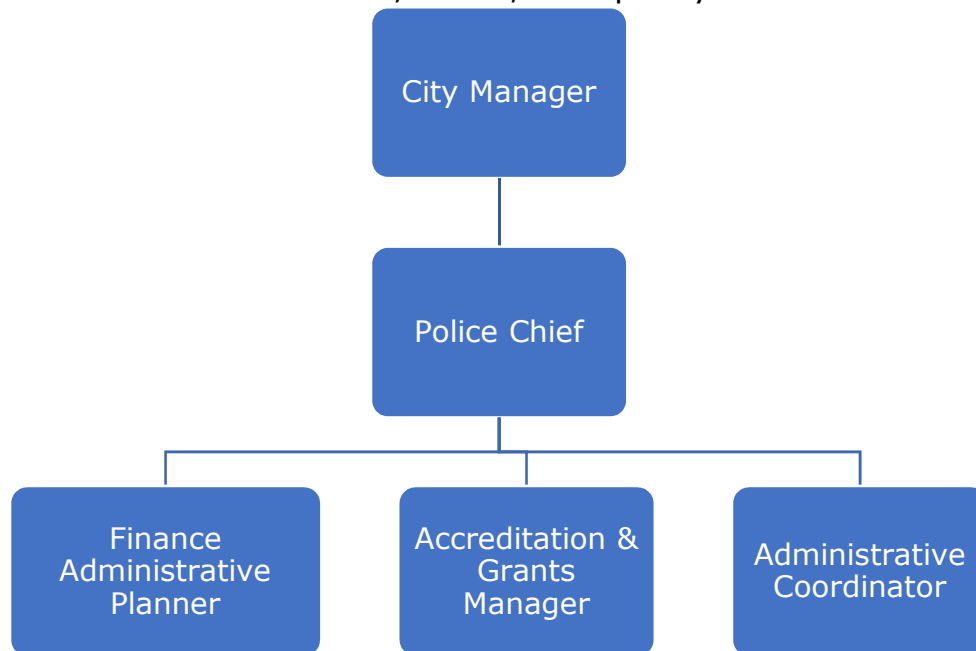 City Manager
Police Chief
Finance
Administrative
Planner
Accreditation &
Grants
Manager
Administrative
Coordinator